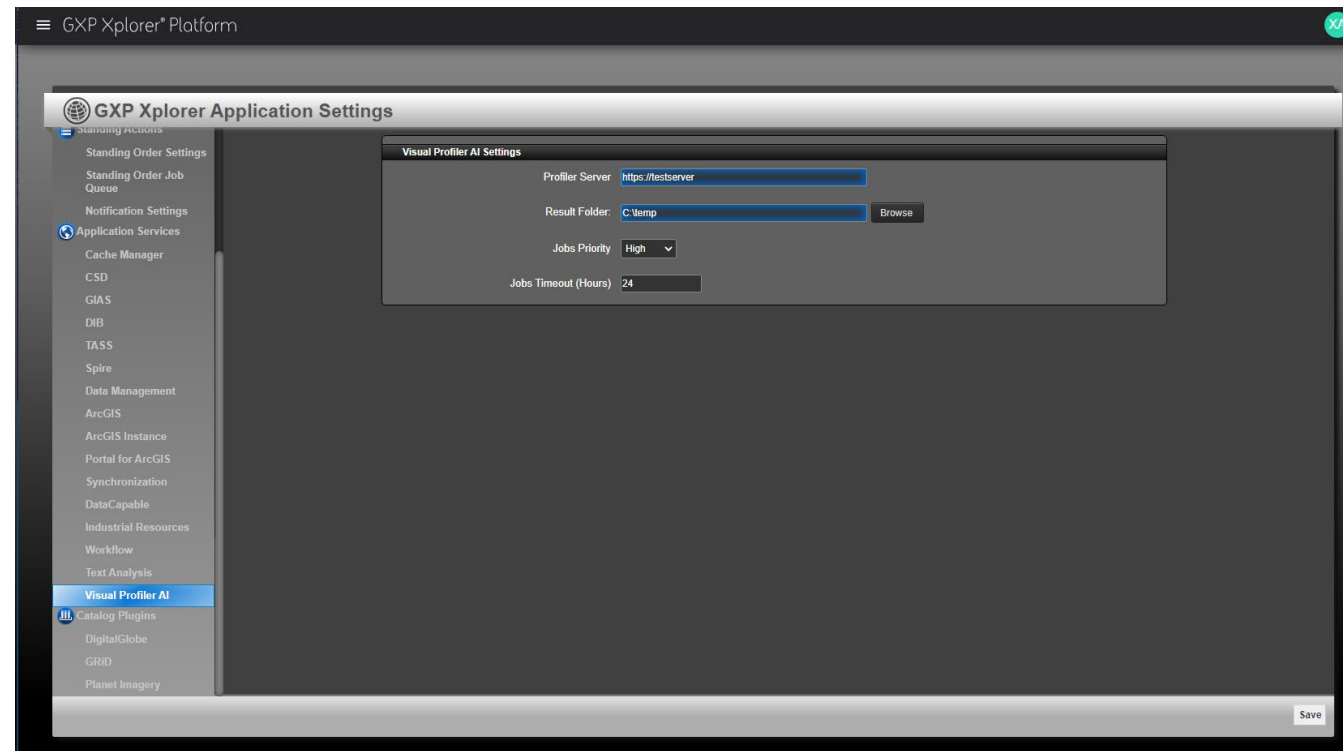 GXP Xplorer® Platform
XA
GXP Xplorer Application Settings
Standing Actions
Standing Order Settings
Standing Order Job
Queue
Notification Settings
Application Services
Cache Manager
CSD
GIAS
DIB
TASS
Spire
Data Management
ArcGIS
ArcGIS Instance
Portal for ArcGIS
Synchronization
DataCapable
Industrial Resources
Workflow
Text Analysis
Visual Profiler AI
Catalog Plugins
DigitalGlobe
GRiD
Planet Imagery
Visual Profiler AI Settings
Profiler Server https://testserver
Result Folder: C:\temp Browse
Jobs Priority High
Jobs Timeout (Hours) 24
Save